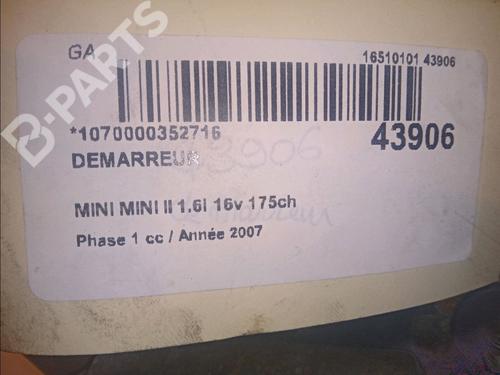 GA
16510101 43906
*1070000352716
43906
DEMARREUR
43906
MINI MINI II 1.6i 16v 175ch
Phase 1 cc / Année 2007
B-PARTS